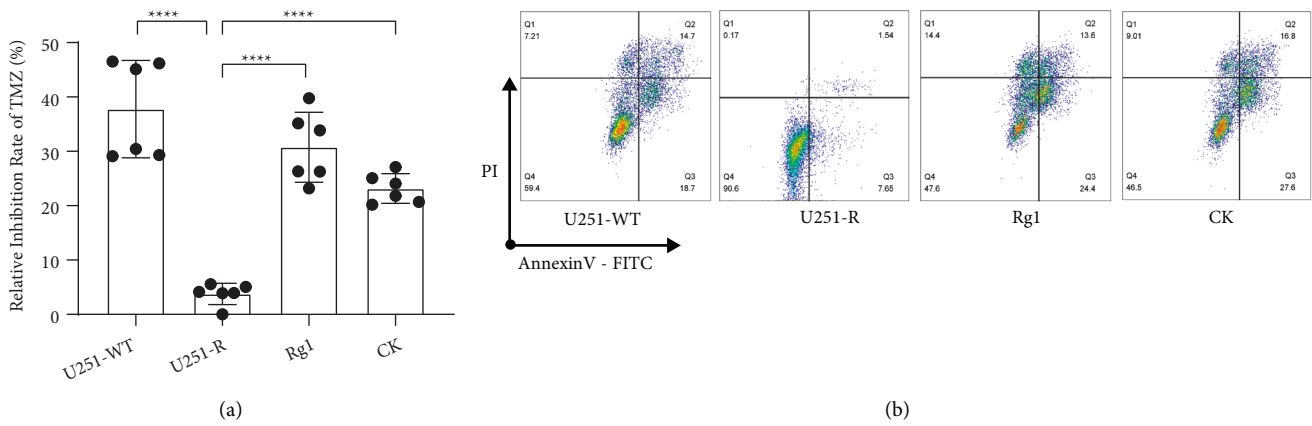 Relative Inhibition Rate of TMZ (%)
50
40
30
20
10
0
****
****
****
U251-WT
U251-R
Rg1
CK
(a)
PI
Q1
7.21
Q2
14.7
Q4
59.4
Q3
18.7
U251-WT
Q1
0.17
Q2
1.54
Q4
90.6
Q3
7.65
U251-R
Q1
14.4
Q2
13.6
Q4
47.6
Q3
24.4
Rg1
Q1
9.01
Q2
16.8
Q4
46.5
Q3
27.6
CK
AnnexinV - FITC
(b)